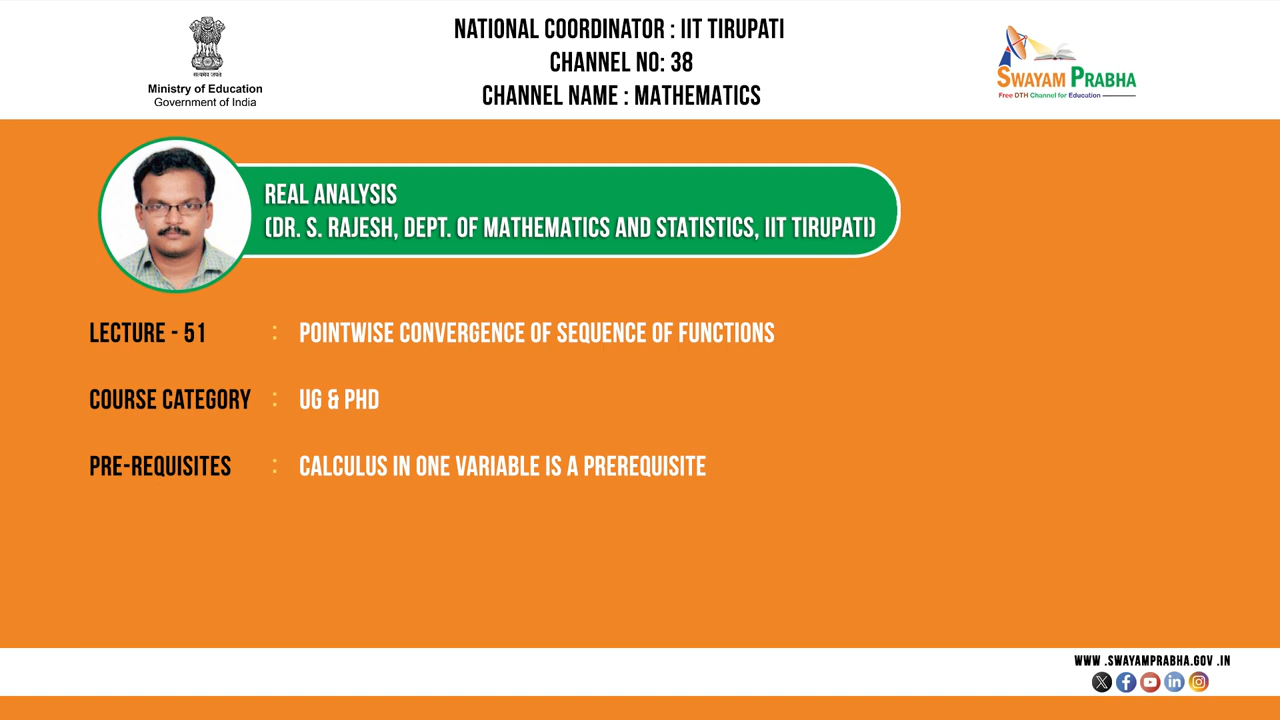 NATIONAL COORDINATOR : IIT TIRUPATI
CHANNEL NO: 38
CHANNEL NAME : MATHEMATICS
सत्यमेव जयते
Ministry of Education
Government of India
SWAYAM PRABHA
Free DTH Channel for Education
REAL ANALYSIS
(DR. S. RAJESH, DEPT. OF MATHEMATICS AND STATISTICS, IIT TIRUPATI)
LECTURE - 51 : POINTWISE CONVERGENCE OF SEQUENCE OF FUNCTIONS
COURSE CATEGORY : UG & PHD
PRE-REQUISITES : CALCULUS IN ONE VARIABLE IS A PREREQUISITE
WWW .SWAYAMPRABHA.GOV .IN